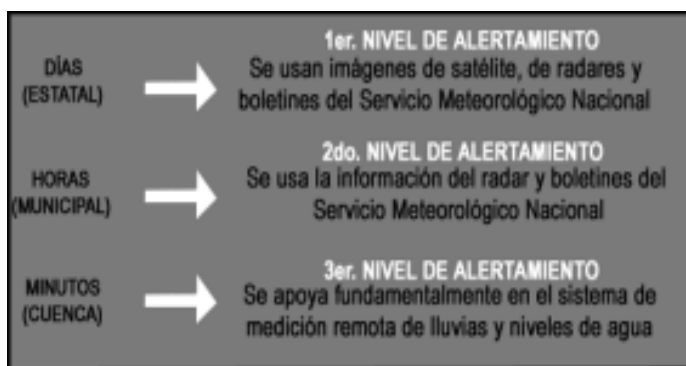 DÍAS
(ESTATAL)
1er. NIVEL DE ALERTAMIENTO
Se usan imágenes de satélite, de radares y
boletines del Servicio Meteorológico Nacional
HORAS
(MUNICIPAL)
2do. NIVEL DE ALERTAMIENTO
Se usa la información del radar y boletines del
Servicio Meteorológico Nacional
MINUTOS
(CUENCA)
3er. NIVEL DE ALERTAMIENTO
Se apoya fundamentalmente en el sistema de
medición remota de lluvias y niveles de agua